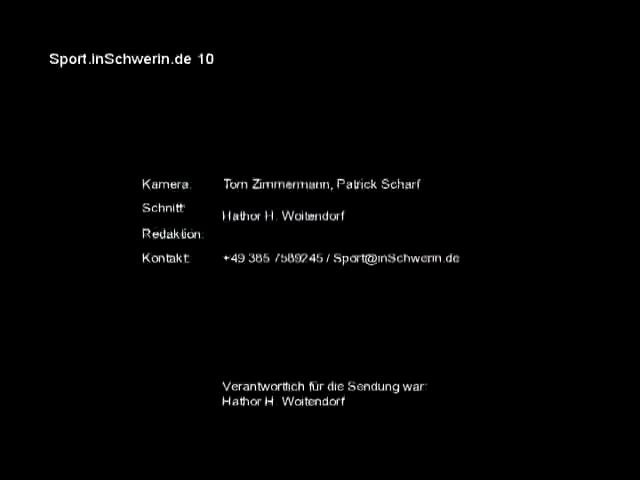 Sport.inSchwerin.de 10
Kamera: Tom Zimmermann, Patrick Scharf
Schnitt:
Hathor H. Woitendorf
Redaktion:
Kontakt: +49 385 7589245 / Sport@inSchwerin.de
Verantwortlich für die Sendung war:
Hathor H. Woitendorf